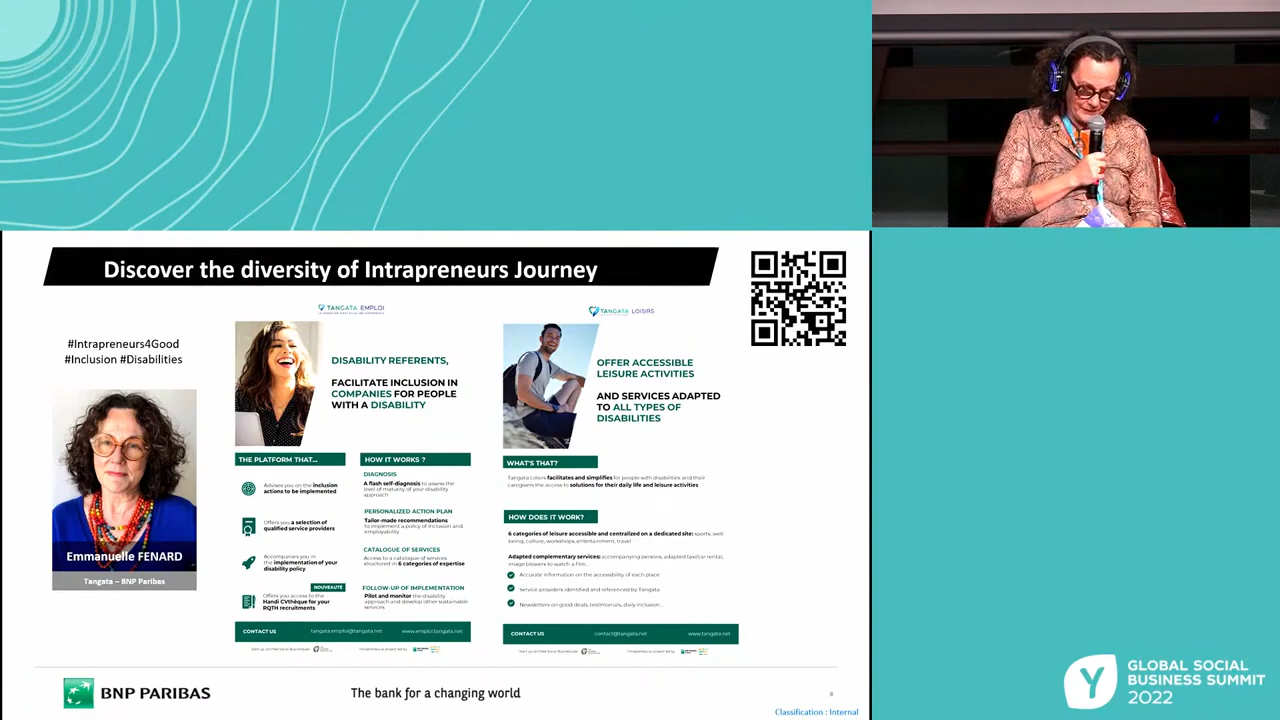 Discover the diversity of Intrapreneurs Journey
#Intrapreneurs4Good
#Inclusion #Disabilities
Emmanuelle FENARD
Tangata – BNP Paribas
TANGATA EMPLOI
DISABILITY REFERENTS,
FACILITATE INCLUSION IN
COMPANIES FOR PEOPLE
WITH A DISABILITY
THE PLATFORM THAT...
Advises you on the inclusion
actions to be implemented
Offers you a selection of
qualified service providers
Accompanies you in
the implementation of your
disability policy
NOUVEAUTÉ
Offers you access to the
Handi CVthèque for your
RQTH recruitments
HOW IT WORKS ?
DIAGNOSIS
A flash self-diagnosis to assess the
level of maturity of your disability
approach
PERSONALIZED ACTION PLAN
Tailor-made recommendations
to implement a policy of inclusion and
employability
CATALOGUE OF SERVICES
Access to a catalogue of services
structured in 6 categories of expertise
FOLLOW-UP OF IMPLEMENTATION
Pilot and monitor the disability
approach and develop other sustainable
services.
CONTACT US tangata.emploi@tangata.net www.emploi.tangata.net
TANGATA LOISIRS
OFFER ACCESSIBLE
LEISURE ACTIVITIES
AND SERVICES ADAPTED
TO ALL TYPES OF
DISABILITIES
WHAT'S THAT?
Tangata Loisirs facilitates and simplifies for people with disabilities and their
caregivers the access to solutions for their daily life and leisure activities
HOW DOES IT WORK?
6 categories of leisure accessible and centralized on a dedicated site: sports, well-
being, culture, workshops, entertainment, travel
Adapted complementary services: accompanying persons, adapted taxi/car rental,
image blowers to watch a film...
Accurate information on the accessibility of each place
Service providers identified and referenced by Tangata
Newsletters on good deals, testimonials, daily inclusion...
CONTACT US contact@tangata.net www.tangata.net
BNP PARIBAS
The bank for a changing world
8
Classification : Internal
GLOBAL SOCIAL
BUSINESS SUMMIT
2022